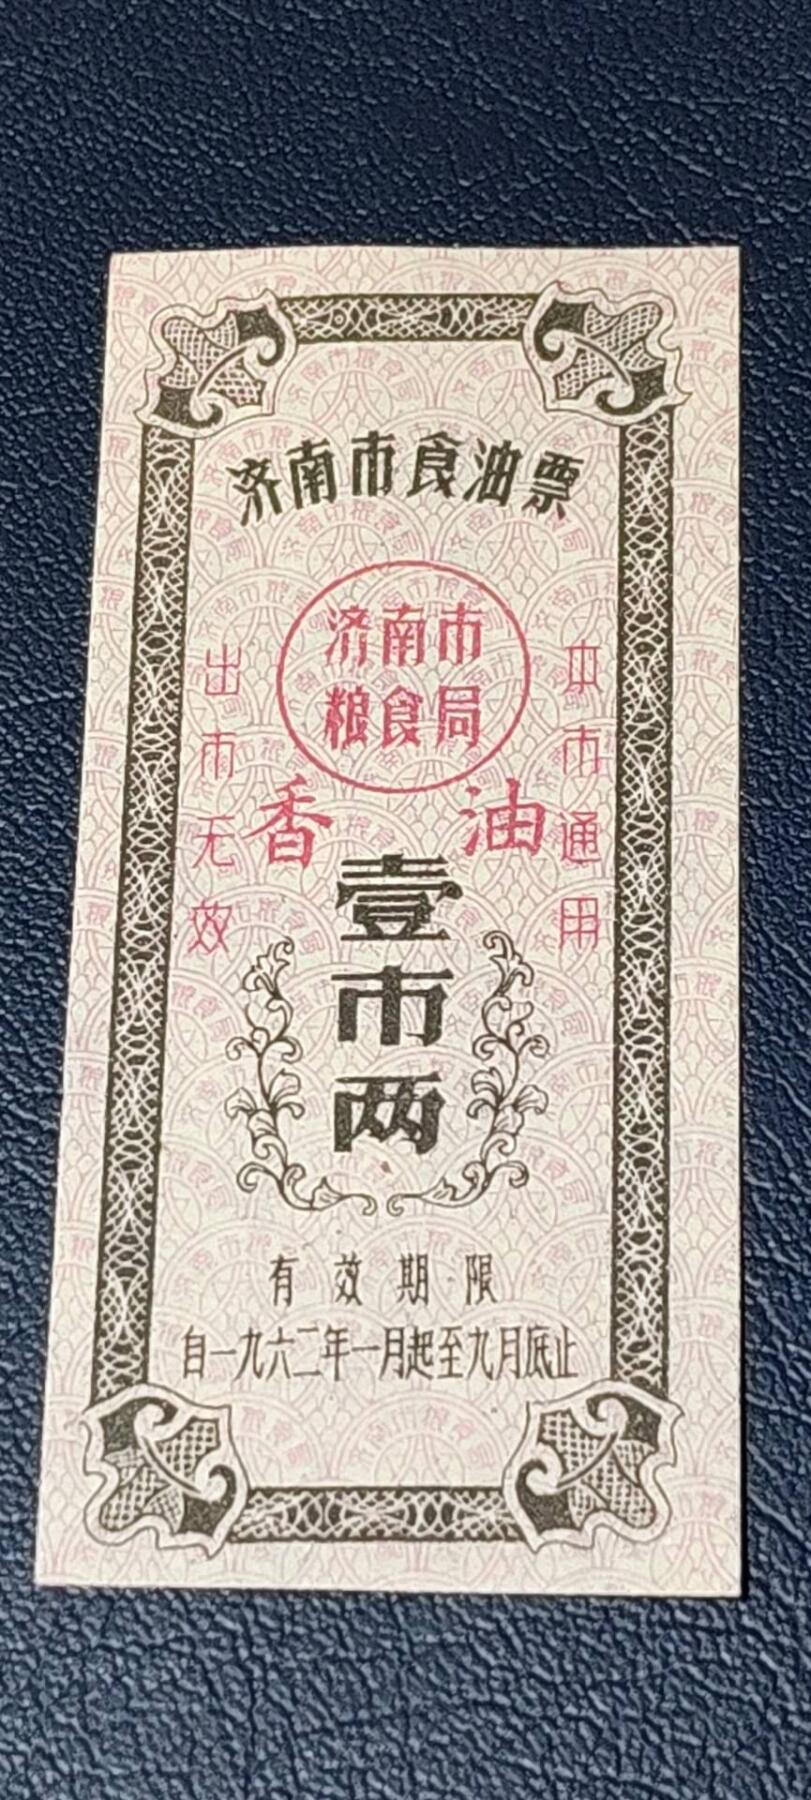 济南市食油票
济南市
粮食局
本市通用
出市无效
香油
壹市两
有效期限
自一九六二年一月起至九月底止